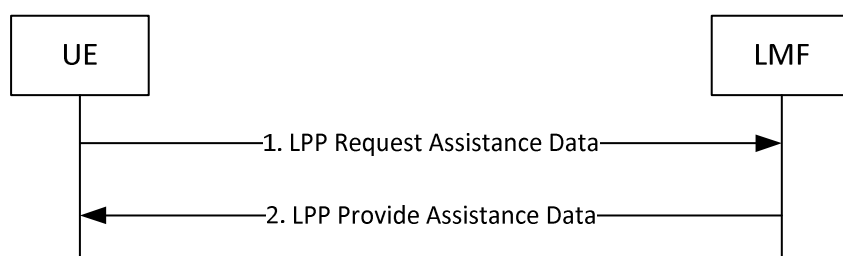 UE
LMF
1. LPP Request Assistance Data
2. LPP Provide Assistance Data